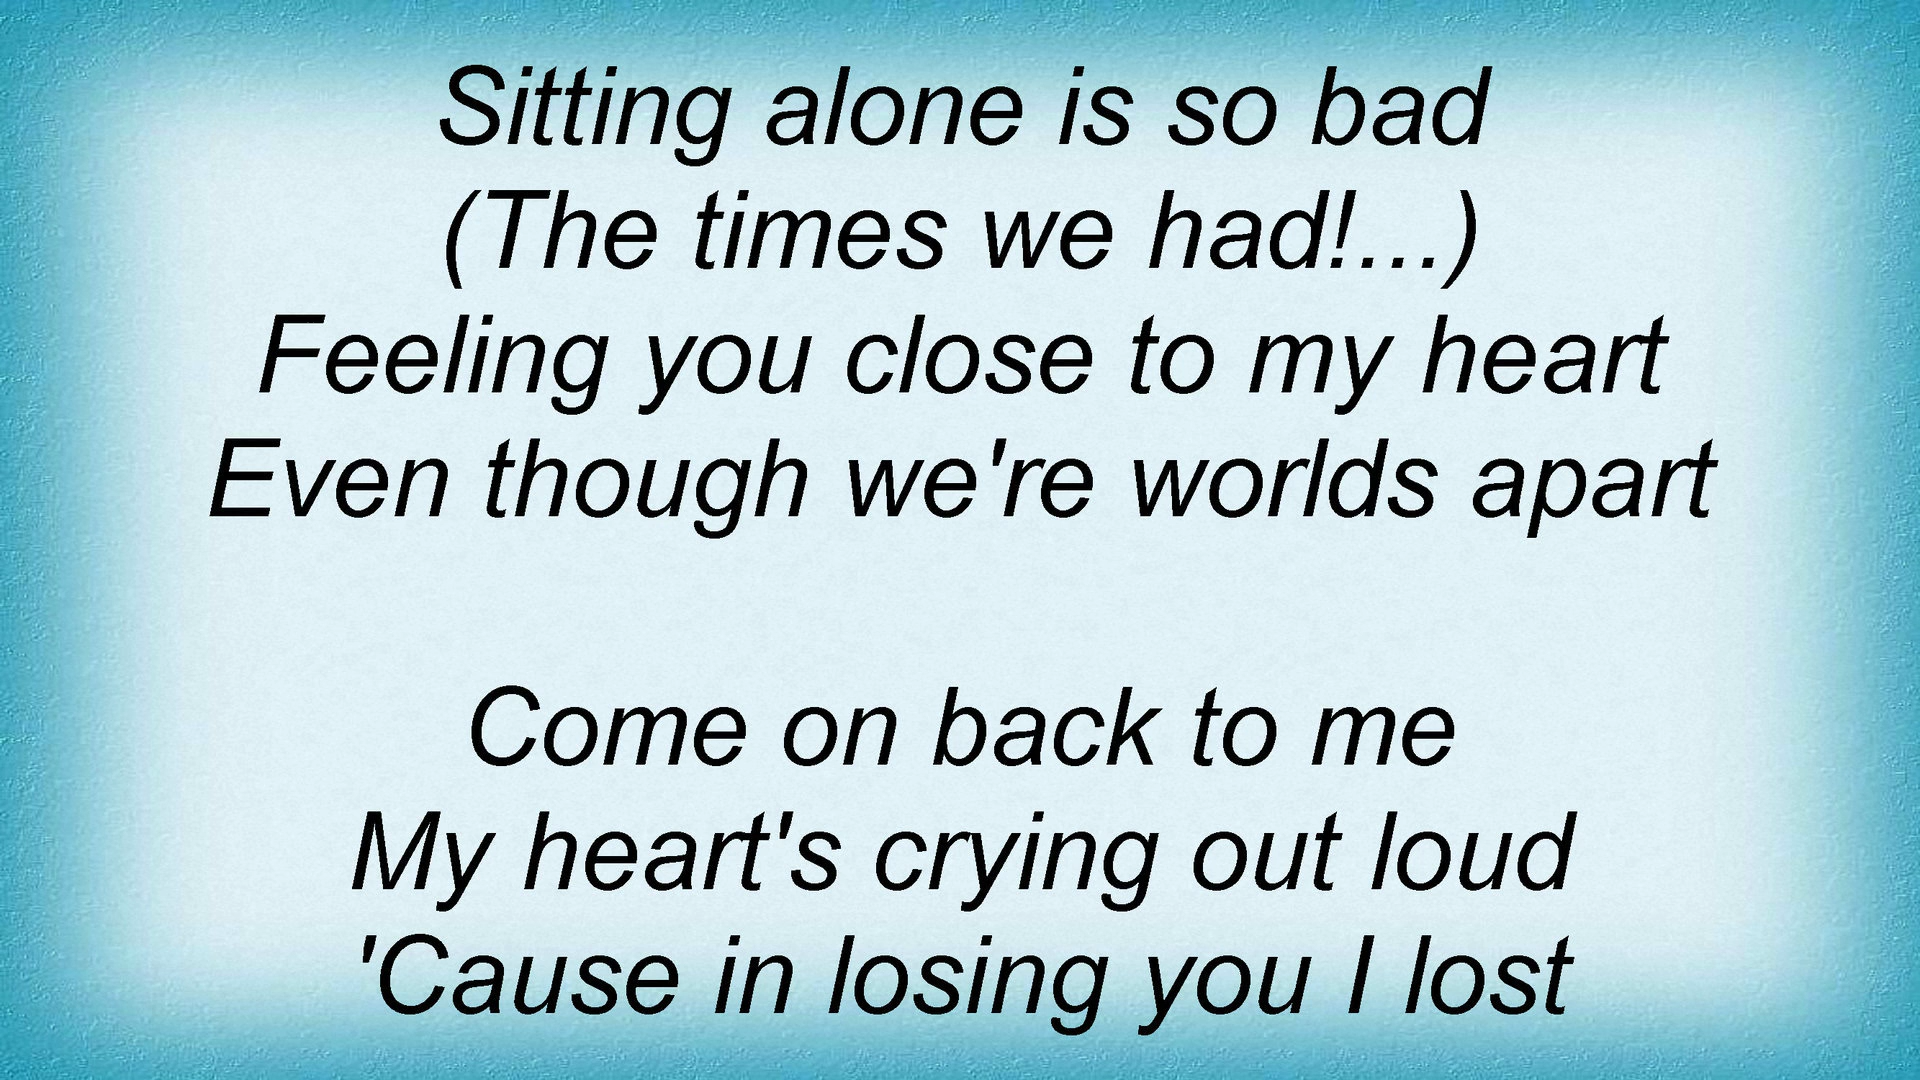 Sitting alone is so bad
(The times we had!...)
Feeling you close to my heart
Even though we're worlds apart
Come on back to me
My heart's crying out loud
'Cause in losing you I lost